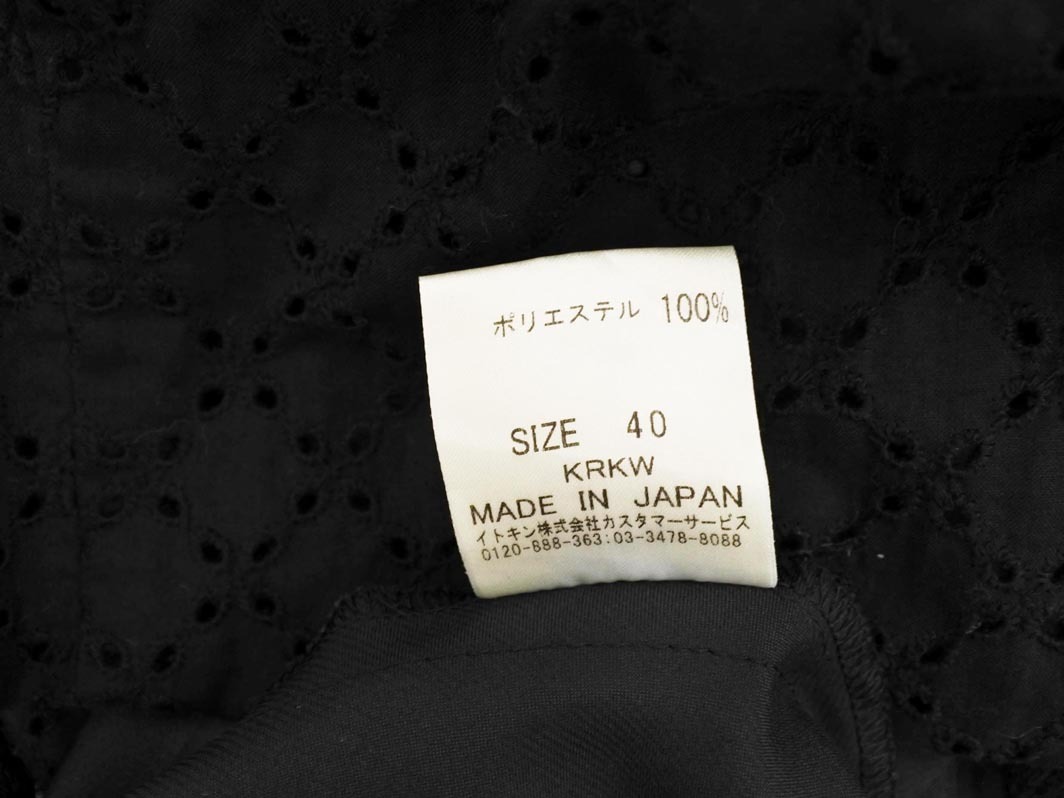 ポリエステル 100%
SIZE 40
KRKW
MADE IN JAPAN
イトキン株式会社カスタマーサービス
0120-888-363:03-3478-8088